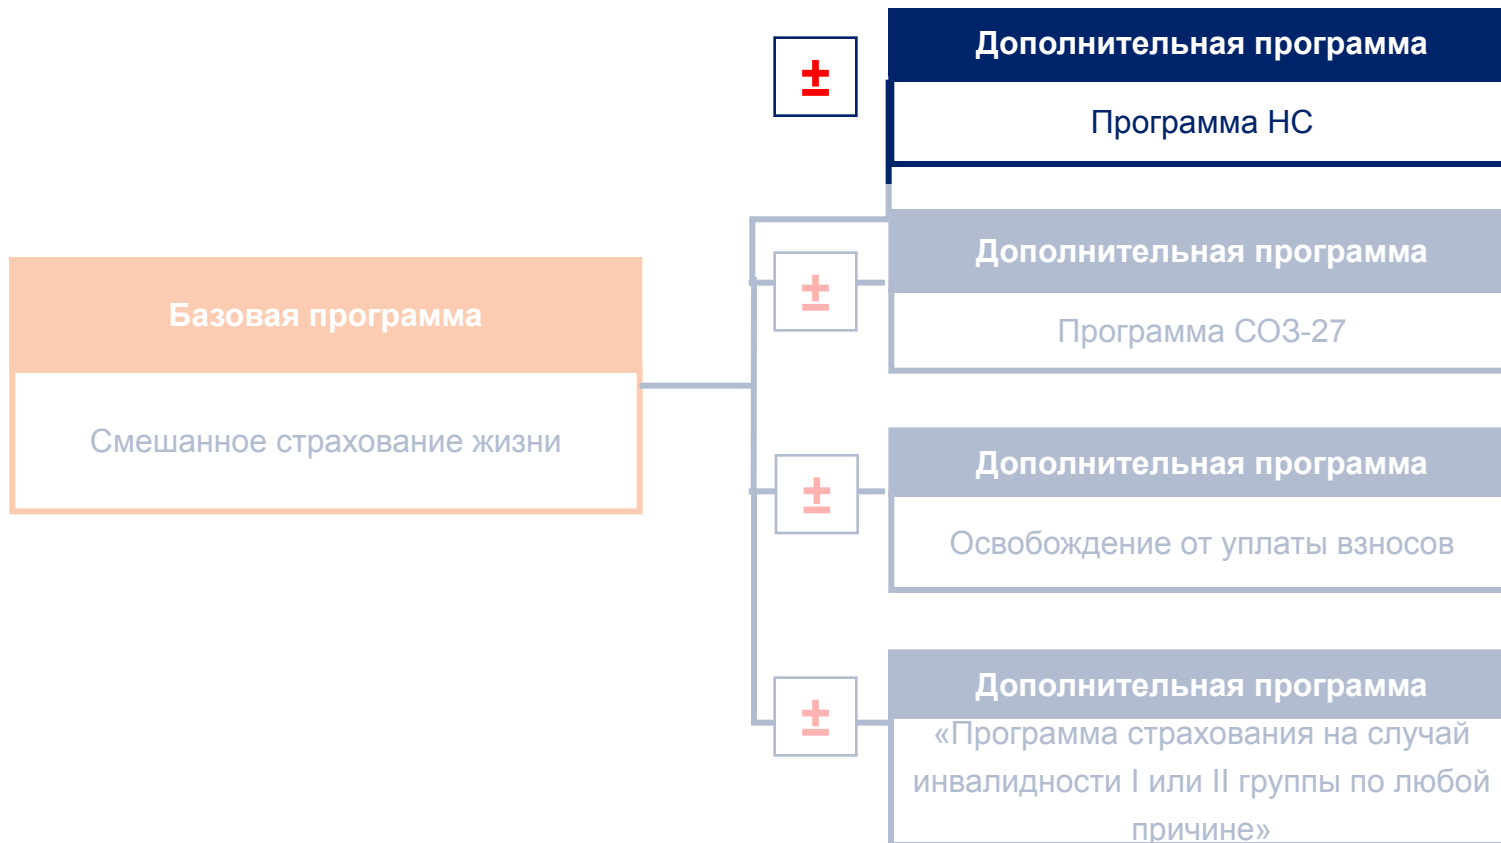 ±
Дополнительная программа
Программа НС
Базовая программа
Смешанное страхование жизни
±
Дополнительная программа
Программа СОЗ-27
±
Дополнительная программа
Освобождение от уплаты взносов
±
Дополнительная программа
«Программа страхования на случай
инвалидности I или II группы по любой
причине»